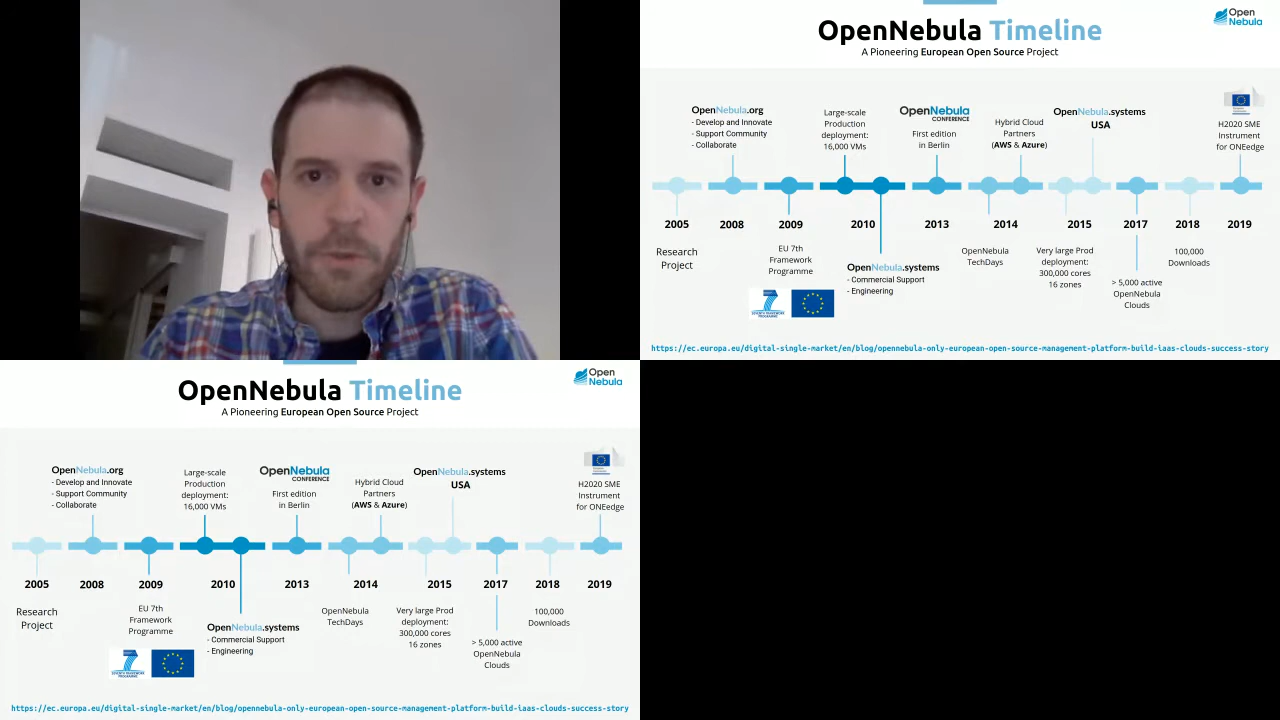 OpenNebula Timeline
A Pioneering European Open Source Project
Open
Nebula
OpenNebula.org
- Develop and Innovate
- Support Community
- Collaborate
Large-scale
Production
deployment:
16,000 VMs
OpenNebula
CONFERENCE
First edition
in Berlin
Hybrid Cloud
Partners
(AWS & Azure)
OpenNebula.systems
USA
H2020 SME
Instrument
for ONEedge
2005
2008
2009
2010
2013
2014
2015
2017
2018
2019
Research
Project
EU 7th
Framework
Programme
OpenNebula.systems
- Commercial Support
- Engineering
OpenNebula
TechDays
Very large Prod
deployment:
300,000 cores
16 zones
> 5,000 active
OpenNebula
Clouds
100,000
Downloads
https://ec.europa.eu/digital-single-market/en/blog/opennebula-only-european-open-source-management-platform-build-iaas-clouds-success-story
OpenNebula Timeline
A Pioneering European Open Source Project
Open
Nebula
OpenNebula.org
- Develop and Innovate
- Support Community
- Collaborate
Large-scale
Production
deployment:
16,000 VMs
OpenNebula
CONFERENCE
First edition
in Berlin
Hybrid Cloud
Partners
(AWS & Azure)
OpenNebula.systems
USA
H2020 SME
Instrument
for ONEedge
2005
2008
2009
2010
2013
2014
2015
2017
2018
2019
Research
Project
EU 7th
Framework
Programme
OpenNebula.systems
- Commercial Support
- Engineering
OpenNebula
TechDays
Very large Prod
deployment:
300,000 cores
16 zones
> 5,000 active
OpenNebula
Clouds
100,000
Downloads
https://ec.europa.eu/digital-single-market/en/blog/opennebula-only-european-open-source-management-platform-build-iaas-clouds-success-story